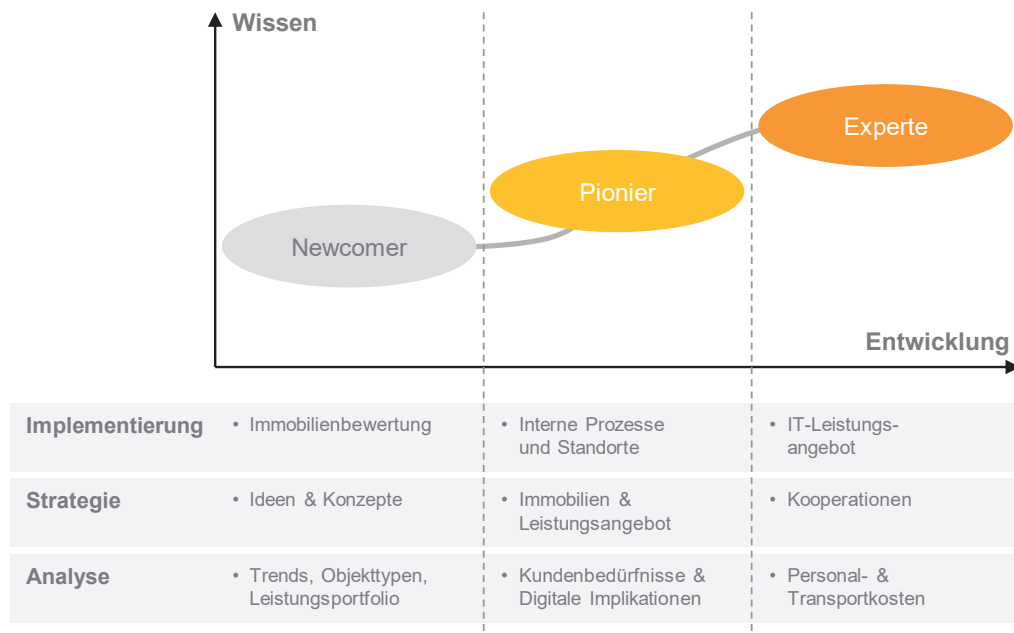 Wissen
Experte
Pionier
Newcomer
Entwicklung
Implementierung
• Immobilienbewertung
• Interne Prozesse
und Standorte
• IT-Leistungs-
angebot
Strategie
• Ideen & Konzepte
• Immobilien &
Leistungsangebot
• Kooperationen
Analyse
• Trends, Objekttypen,
Leistungsportfolio
• Kundenbedürfnisse &
Digitale Implikationen
• Personal- &
Transportkosten